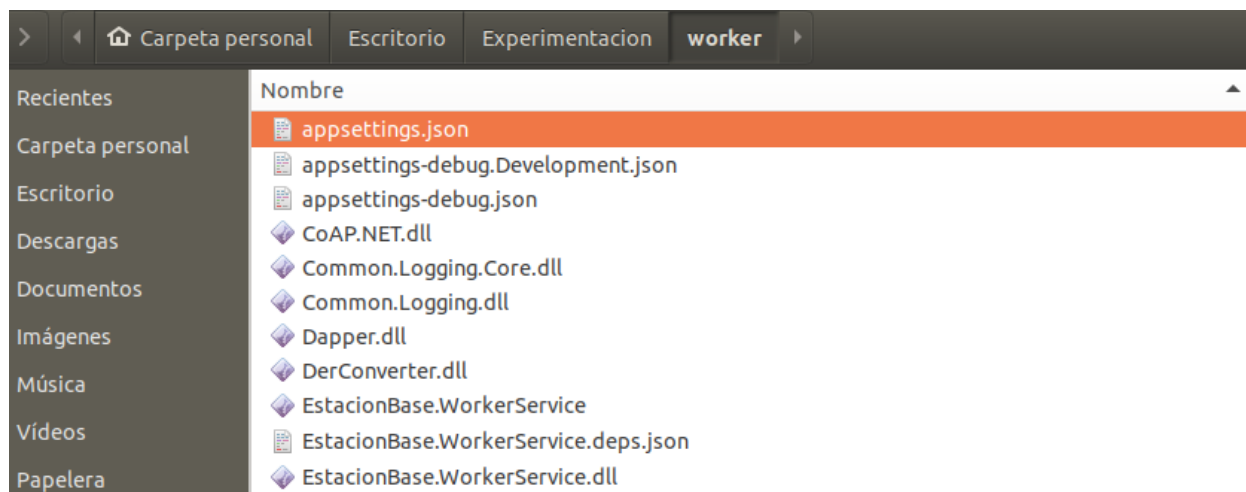 Carpeta personal Escritorio Experimentacion worker
Recientes
Carpeta personal
Escritorio
Descargas
Documentos
Imágenes
Música
Vídeos
Papelera
Nombre
appsettings.json
appsettings-debug.Development.json
appsettings-debug.json
CoAP.NET.dll
Common.Logging.Core.dll
Common.Logging.dll
Dapper.dll
DerConverter.dll
EstacionBase.WorkerService
EstacionBase.WorkerService.deps.json
EstacionBase.WorkerService.dll